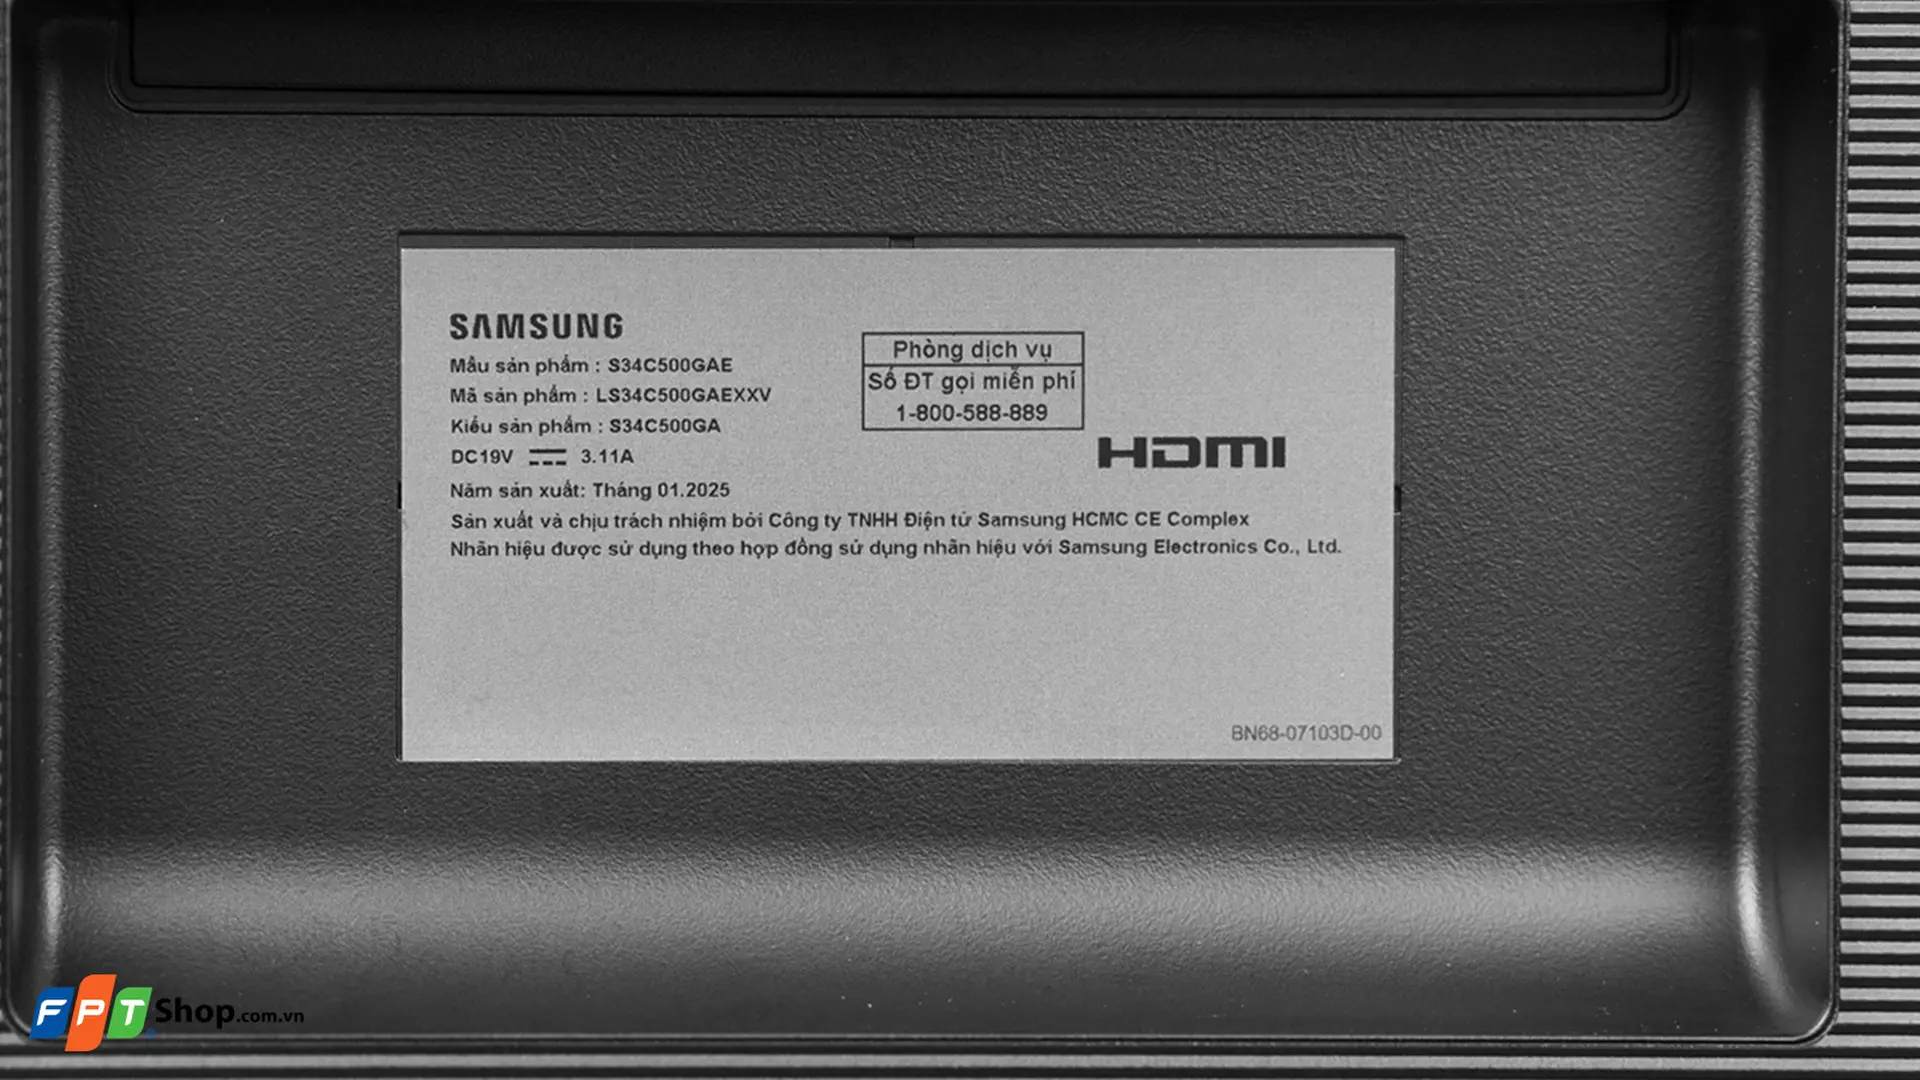 SAMSUNG
Mẫu sản phẩm : S34C500GAE
Mã sản phẩm : LS34C500GAEXXV
Kiểu sản phẩm : S34C500GA
DC19V 3.11A
Năm sản xuất: Tháng 01.2025
Sản xuất và chịu trách nhiệm bởi Công ty TNHH Điện tử Samsung HCMC CE Complex
Nhãn hiệu được sử dụng theo hợp đồng sử dụng nhãn hiệu với Samsung Electronics Co., Ltd.
Phòng dịch vụ
Số ĐT gọi miễn phí
1-800-588-889
HDMI
BN68-07103D-00
FPT Shop.com.vn